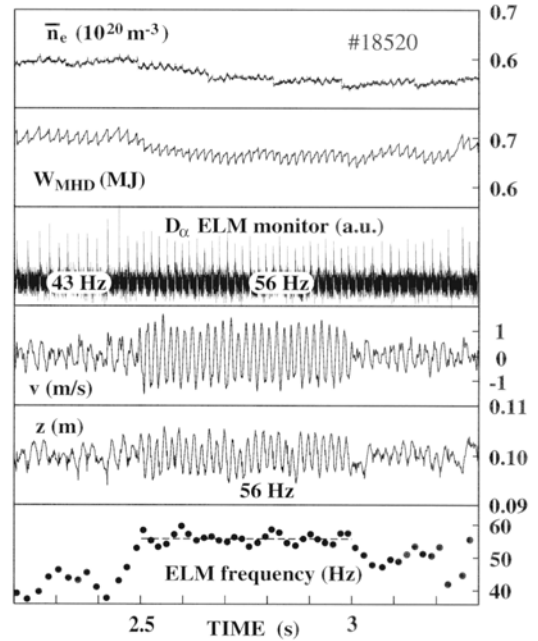 n̅e (10²⁰ m⁻³)
#18520
0.7
0.6
WMHD (MJ)
0.7
0.6
Dα ELM monitor (a.u.)
43 Hz
56 Hz
v (m/s)
1
0
-1
z (m)
56 Hz
0.11
0.10
0.09
ELM frequency (Hz)
60
50
40
2.5
TIME (s)
3